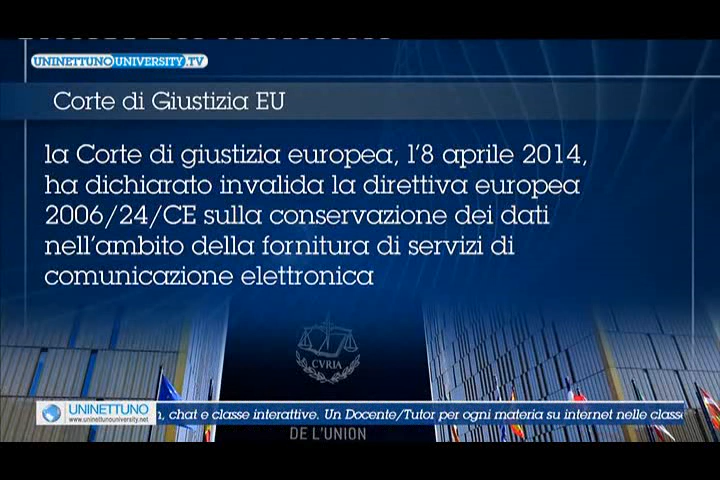 UNINETTUNOUNIVERSITY.TV
Corte di Giustizia EU
la Corte di giustizia europea, l'8 aprile 2014,
ha dichiarato invalida la direttiva europea
2006/24/CE sulla conservazione dei dati
nell'ambito della fornitura di servizi di
comunicazione elettronica
CVRIA
UNINETTUNO
www.uninettunouniversity.net
, chat e classe interattive. Un Docente/Tutor per ogni materia su internet nelle classe
DE L'UNION